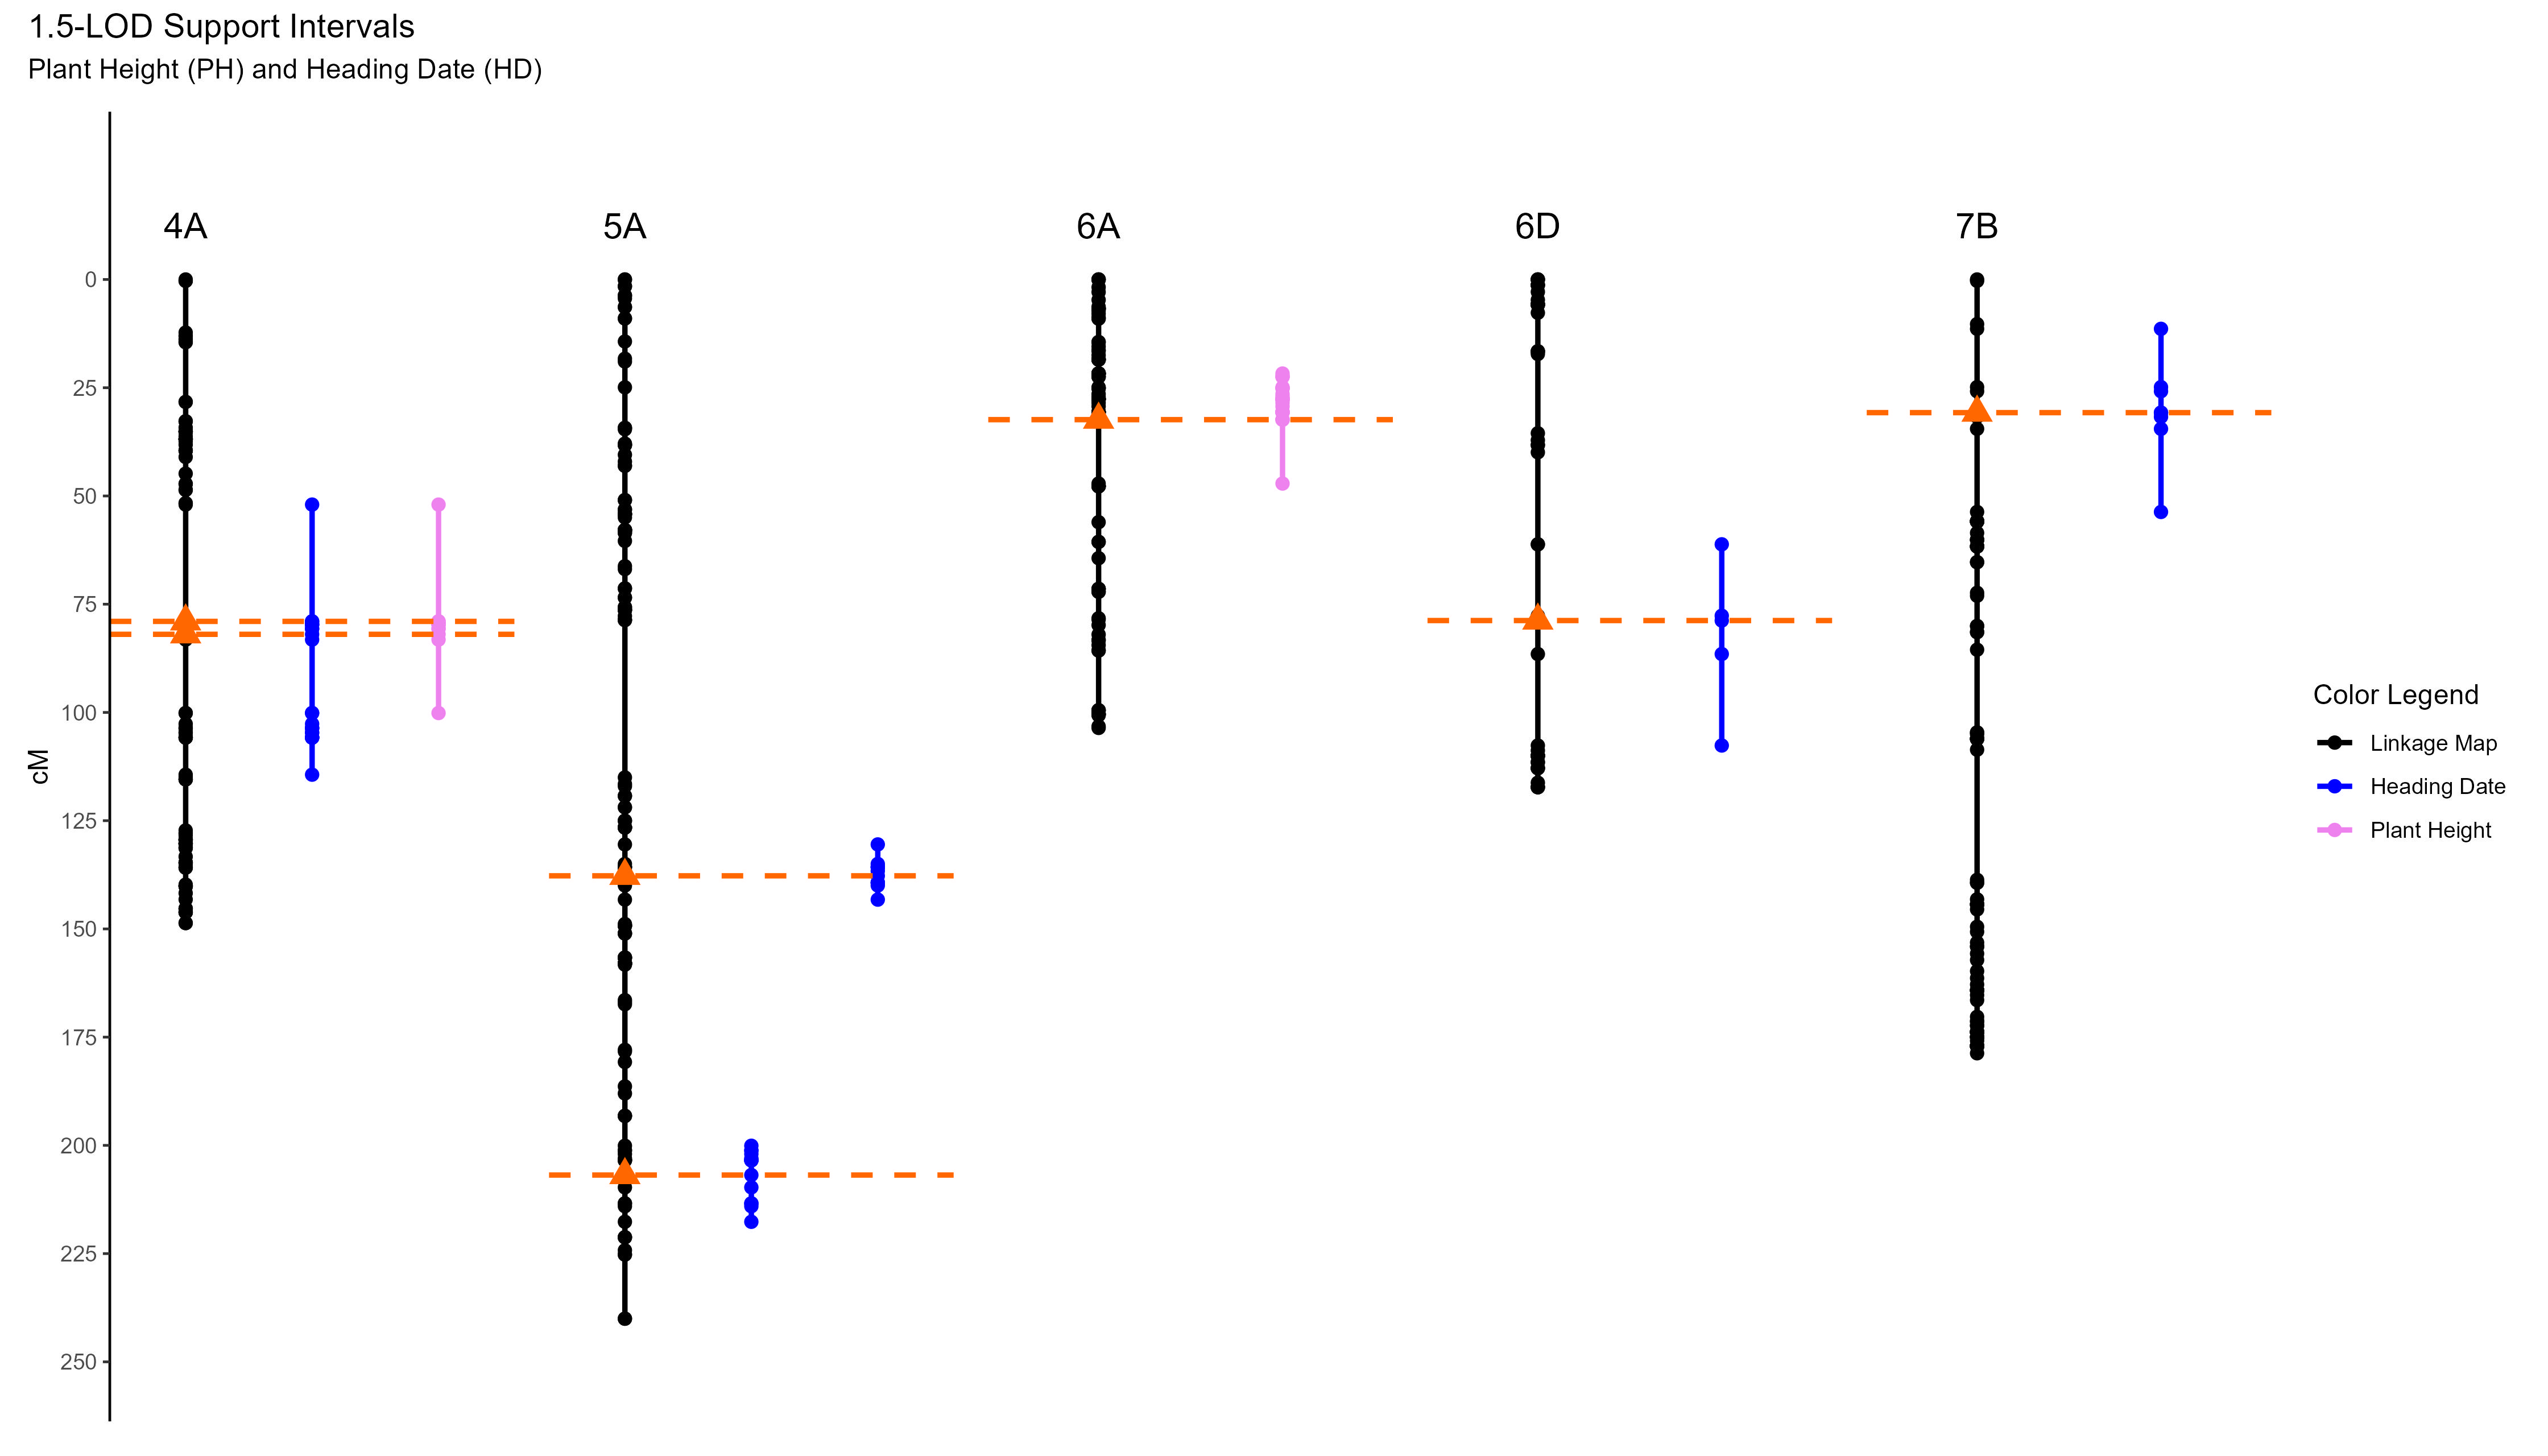 1.5-LOD Support Intervals
Plant Height (PH) and Heading Date (HD)
4A
5A
6A
6D
7B
0
25
50
75
100
125
150
175
200
225
250
cM
Color Legend
Linkage Map
Heading Date
Plant Height